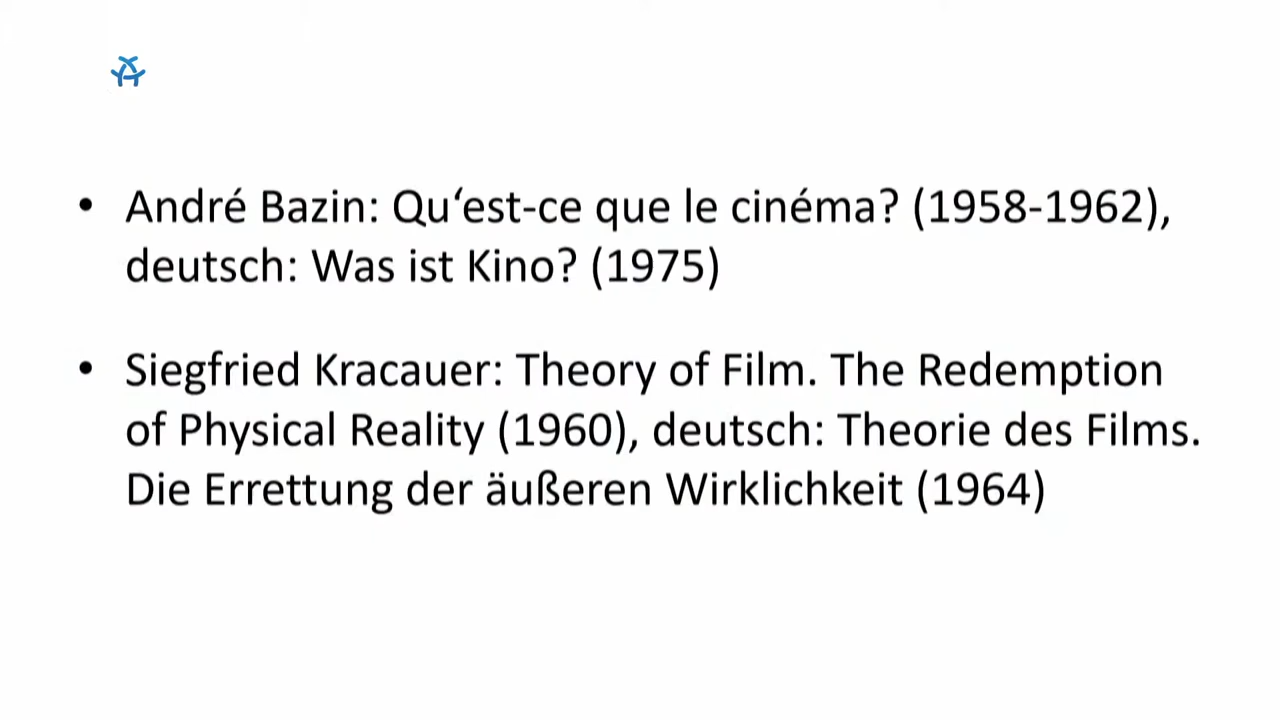 • André Bazin: Qu‘est-ce que le cinéma? (1958-1962),
deutsch: Was ist Kino? (1975)
• Siegfried Kracauer: Theory of Film. The Redemption
of Physical Reality (1960), deutsch: Theorie des Films.
Die Errettung der äußeren Wirklichkeit (1964)